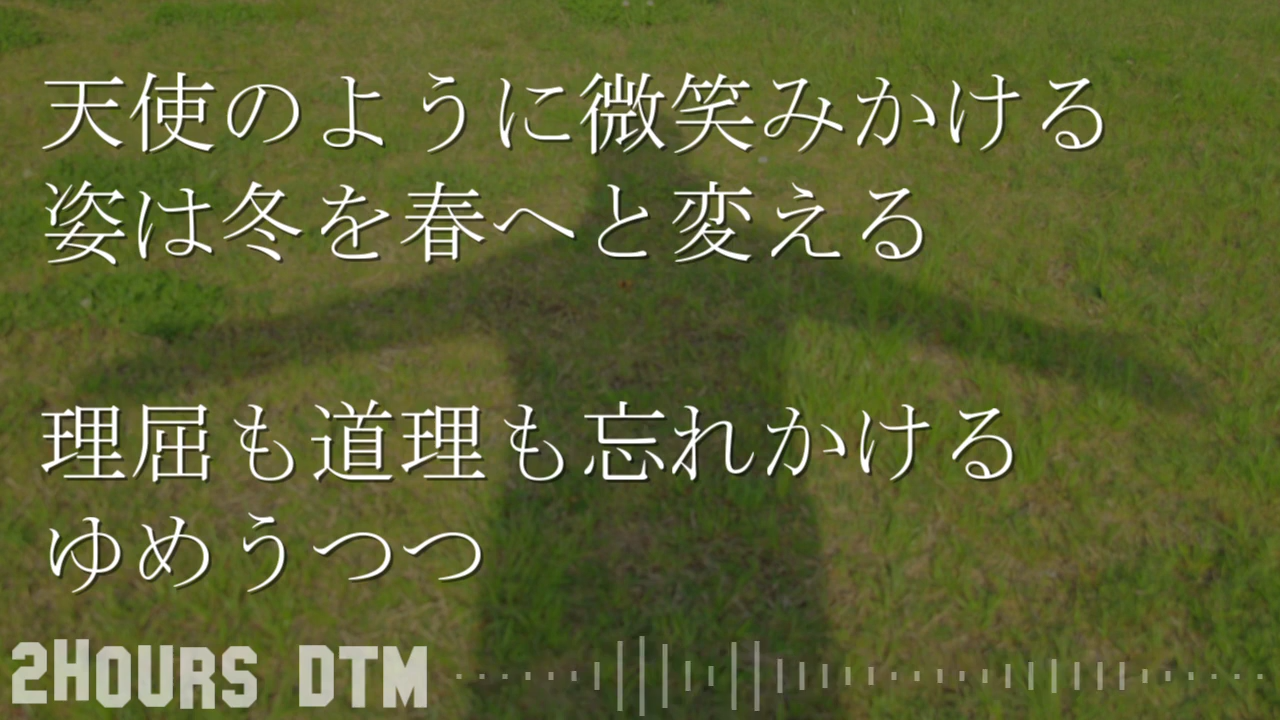 天使のように微笑みかける
姿は冬を春へと変える
理屈も道理も忘れかける
ゆめうつつ
2HOURS DTM